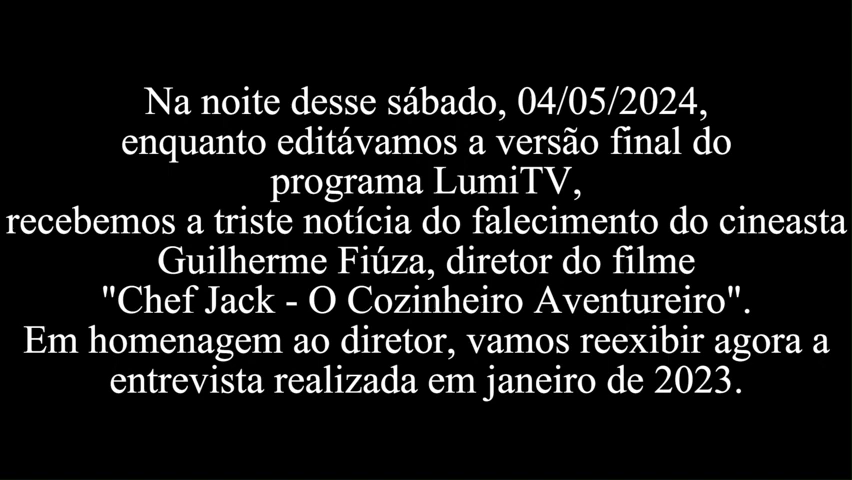 Na noite desse sábado, 04/05/2024,
enquanto editávamos a versão final do
programa LumiTV,
recebemos a triste notícia do falecimento do cineasta
Guilherme Fiúza, diretor do filme
"Chef Jack - O Cozinheiro Aventureiro".
Em homenagem ao diretor, vamos reexibir agora a
entrevista realizada em janeiro de 2023.